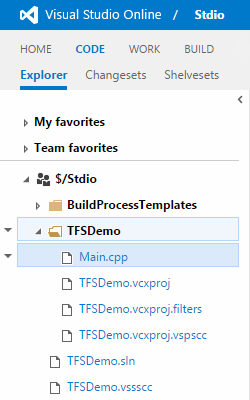 Visual Studio Online / Stdio
HOME CODE WORK BUILD
Explorer Changesets Shelvesets
My favorites
Team favorites
$/Stdio
BuildProcessTemplates
TFSDemo
Main.cpp
TFSDemo.vcxproj
TFSDemo.vcxproj.filters
TFSDemo.vcxproj.vspscc
TFSDemo.sln
TFSDemo.vssscc